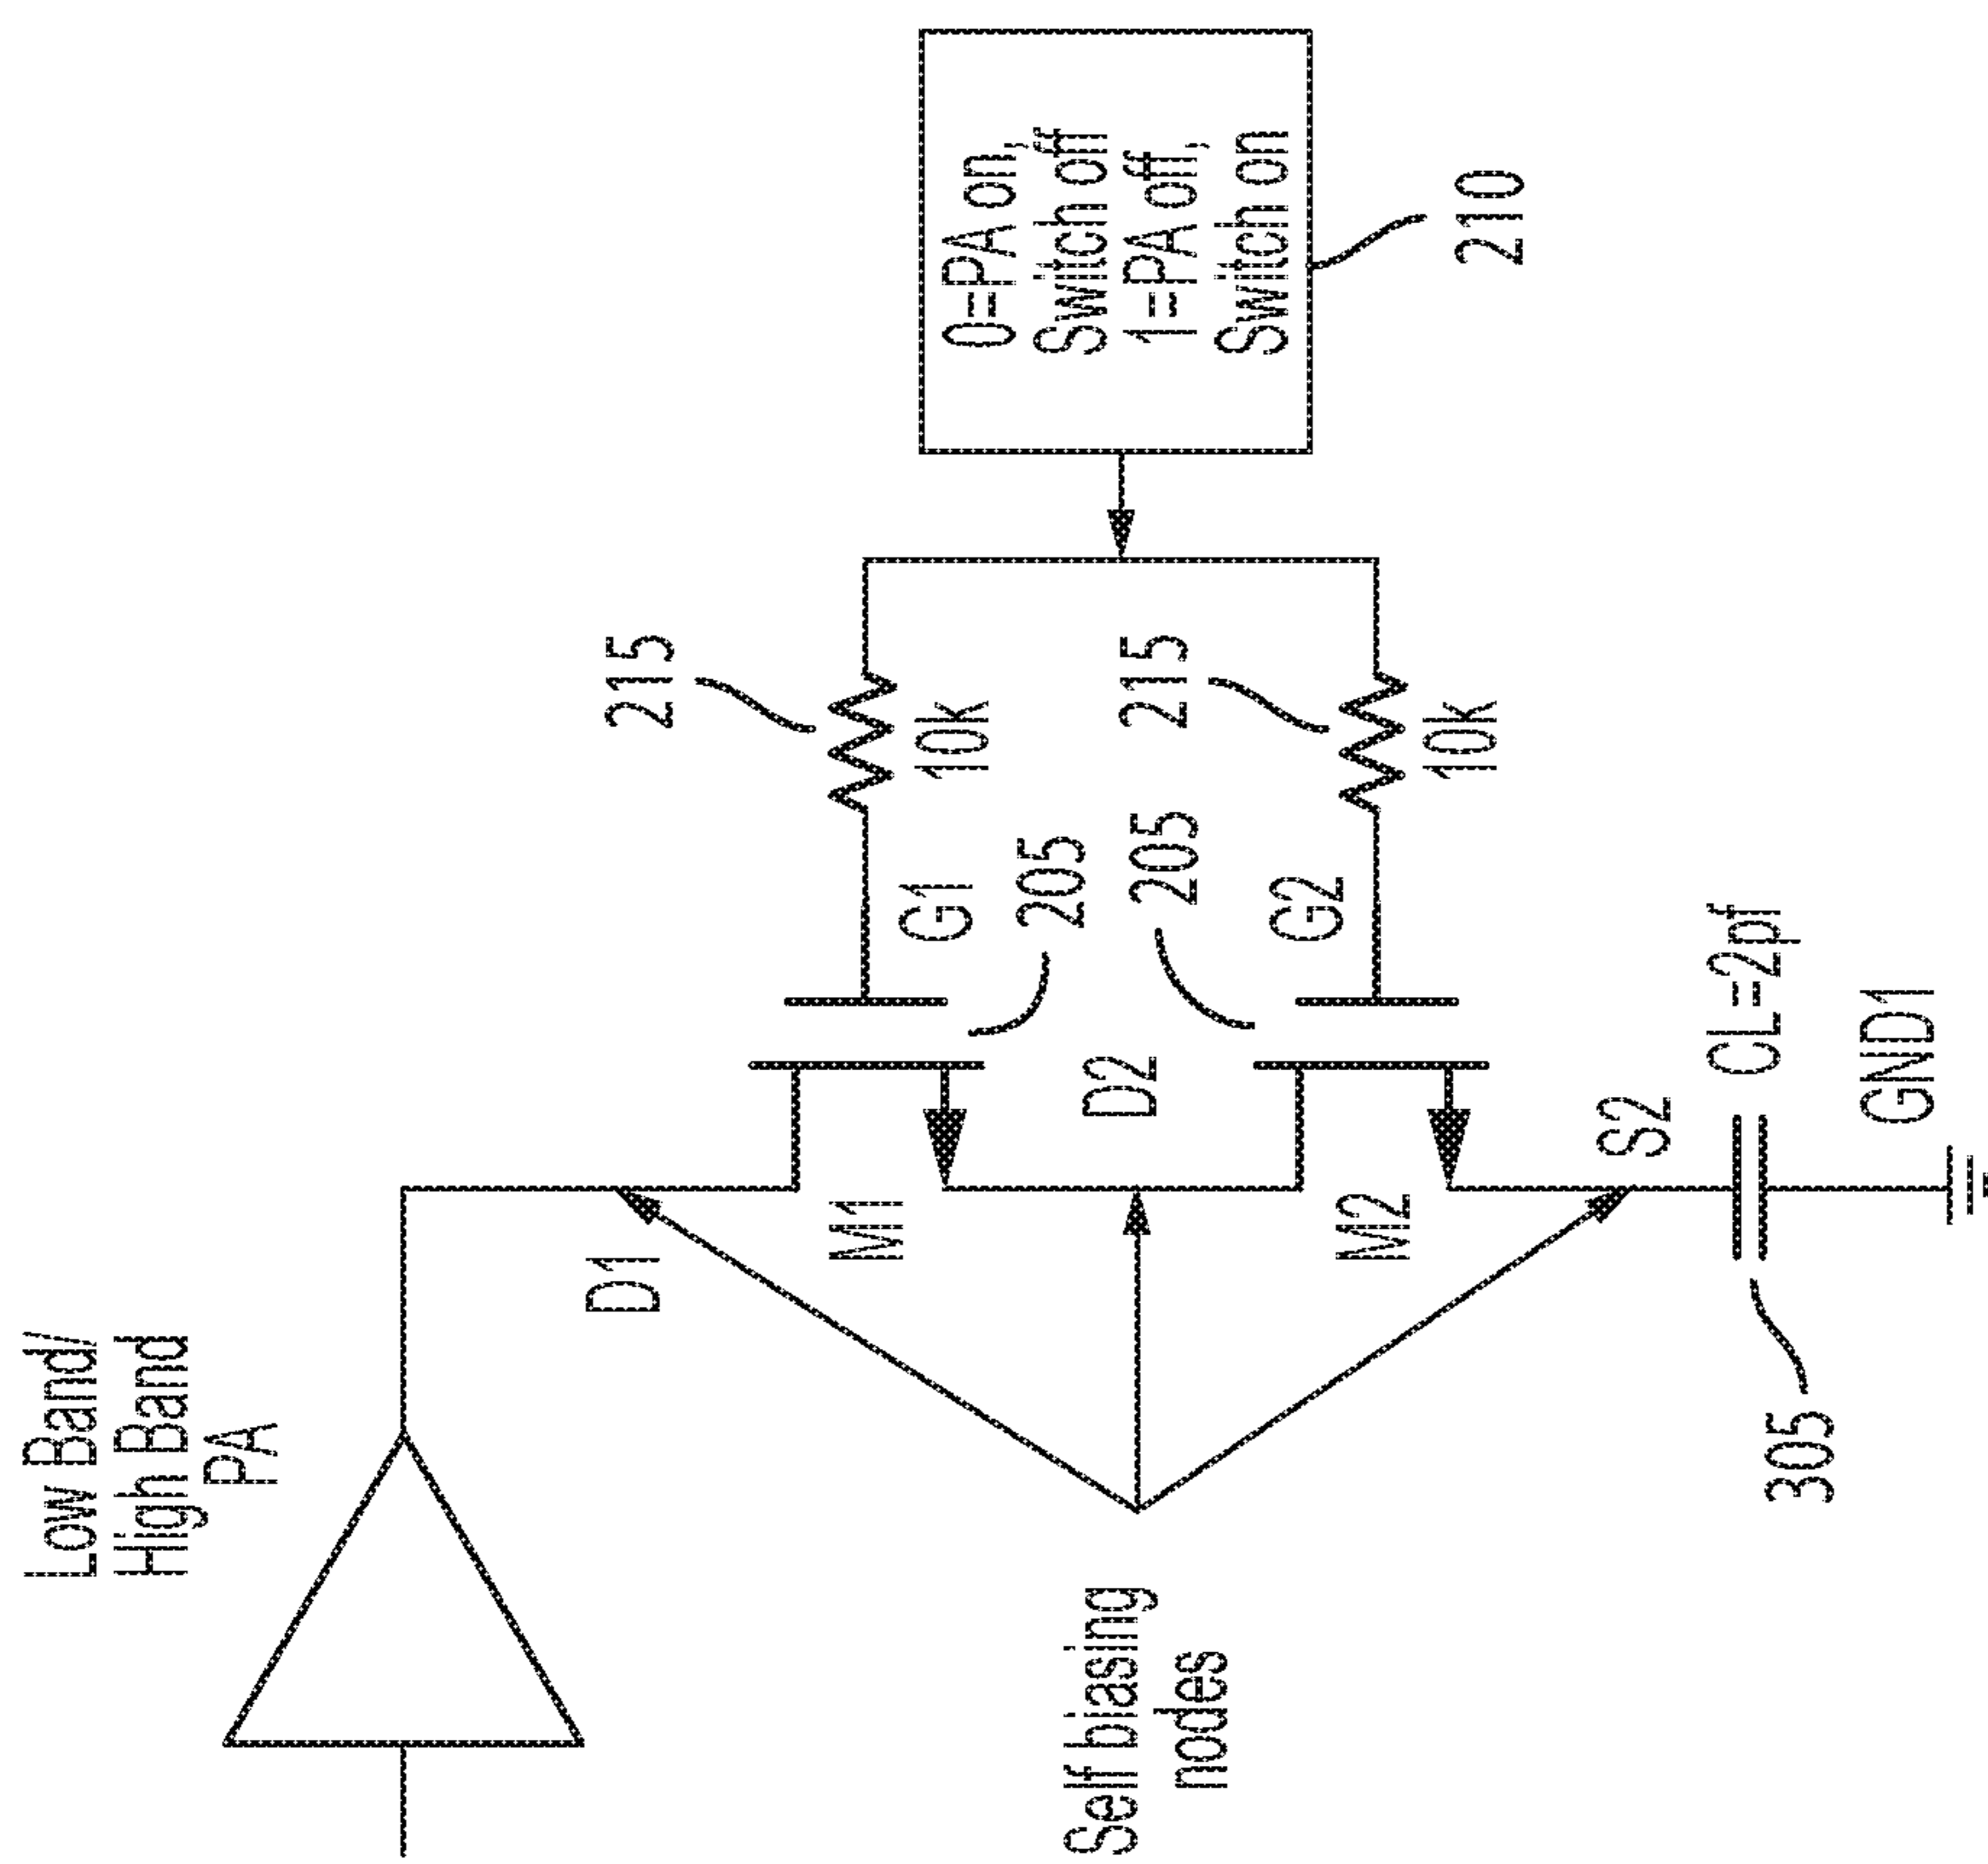 Low Band/
High Band
PA
Self biasing
nodes
D1
M1
D2
M2
S2
G1
G2
205
205
215
10k
215
10k
0=PA on,
Switch off
1=PA off,
Switch on
210
CL=2pf
GND1
305